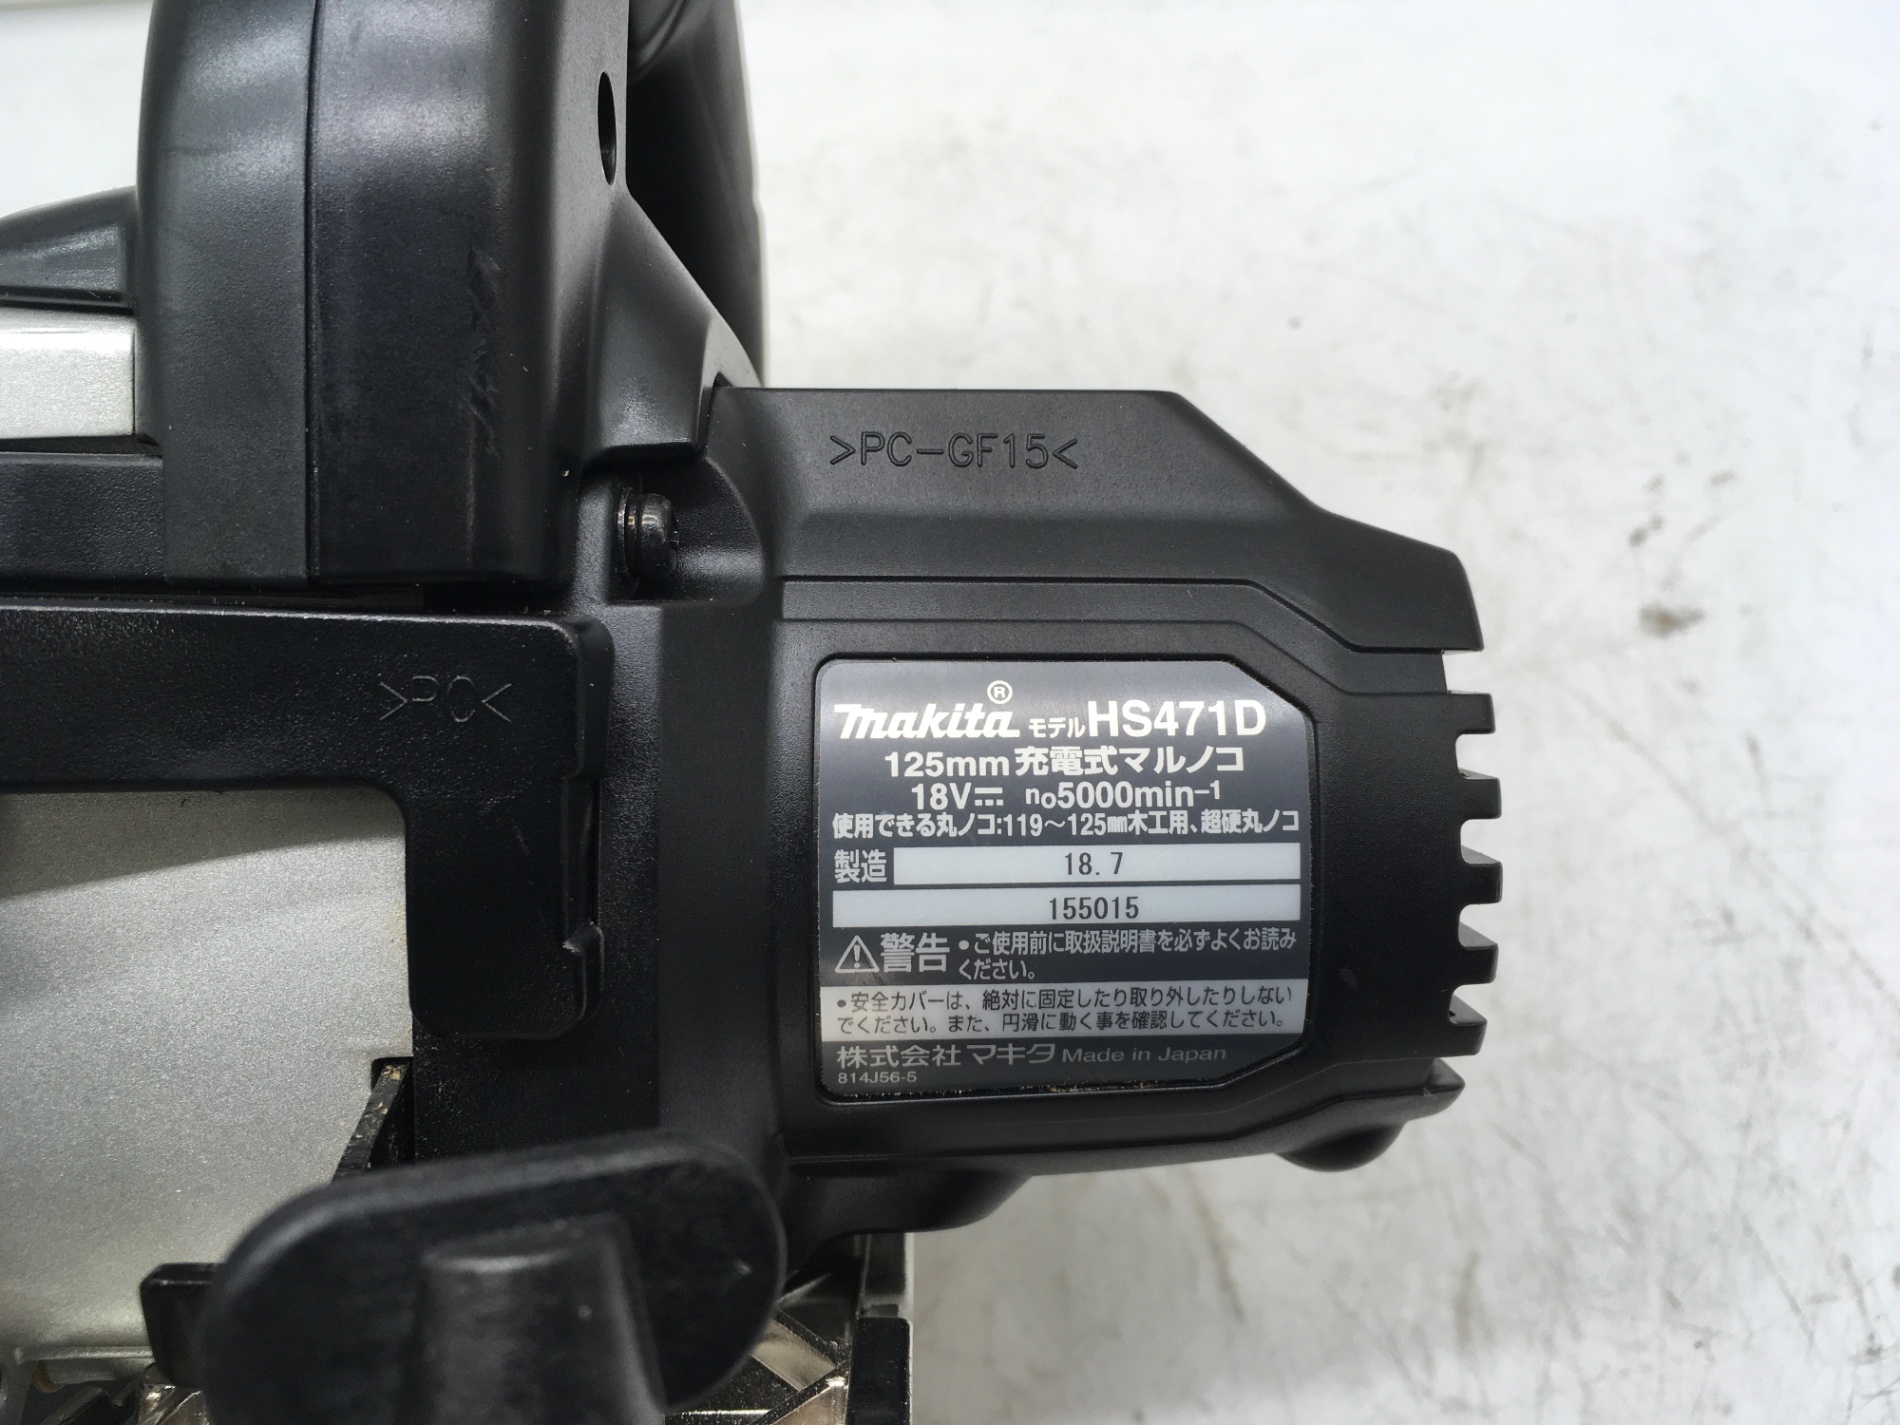 >PC-GF15<
>PC<
makita® モデルHS471D
125mm 充電式マルノコ
18V⎓ n₀5000min⁻¹
使用できる丸ノコ:119～125㎜木工用、超硬丸ノコ
製造 18.7
155015
⚠警告 •ご使用前に取扱説明書を必ずよくお読み
ください。
•安全カバーは、絶対に固定したり取り外したりしない
でください。また、円滑に動く事を確認してください。
株式会社 マキタ Made in Japan
814J56-5